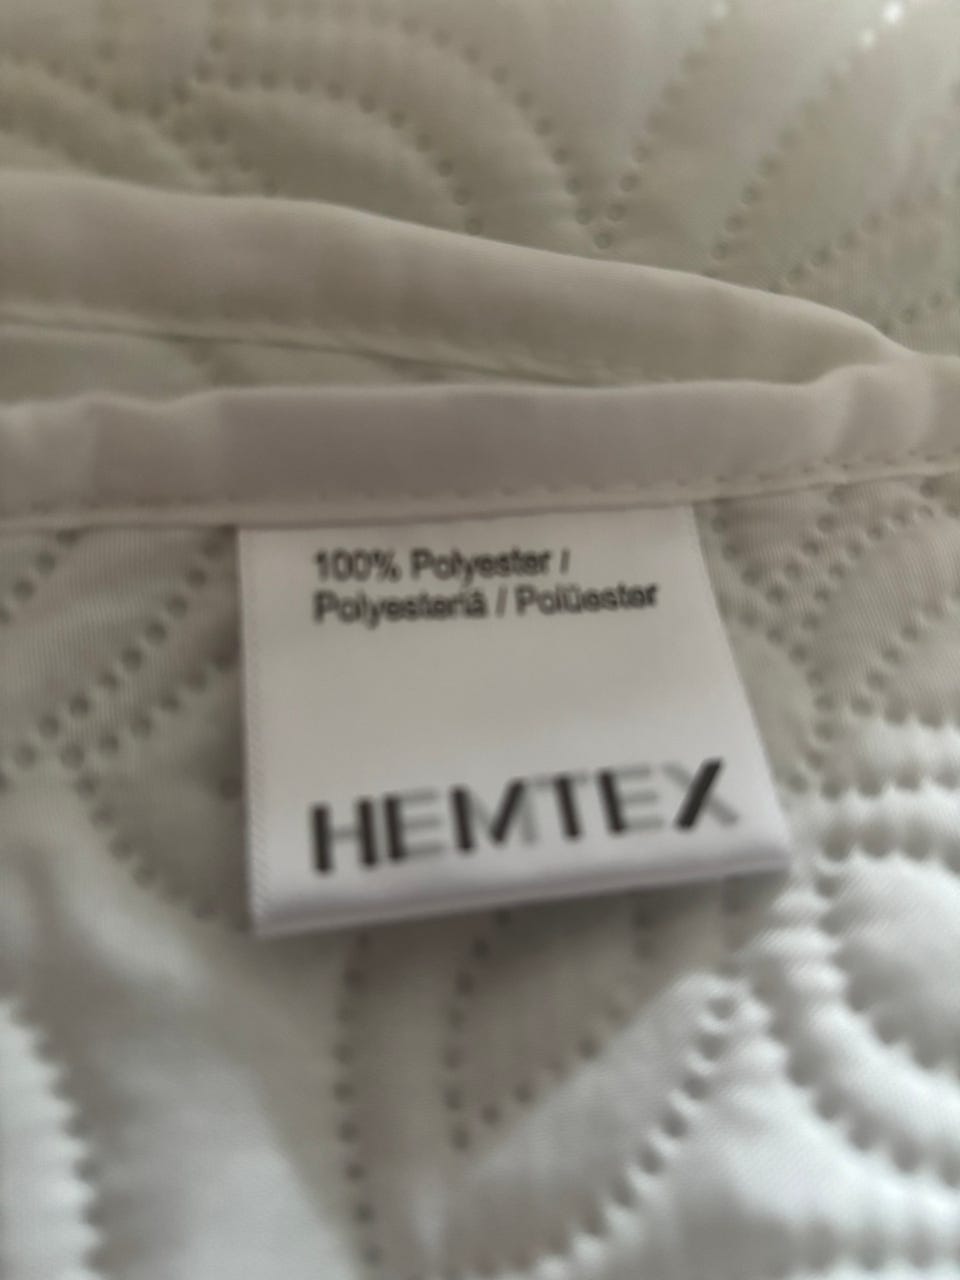 100% Polyester /
Polyesteriä / Polüester
HEMTEX